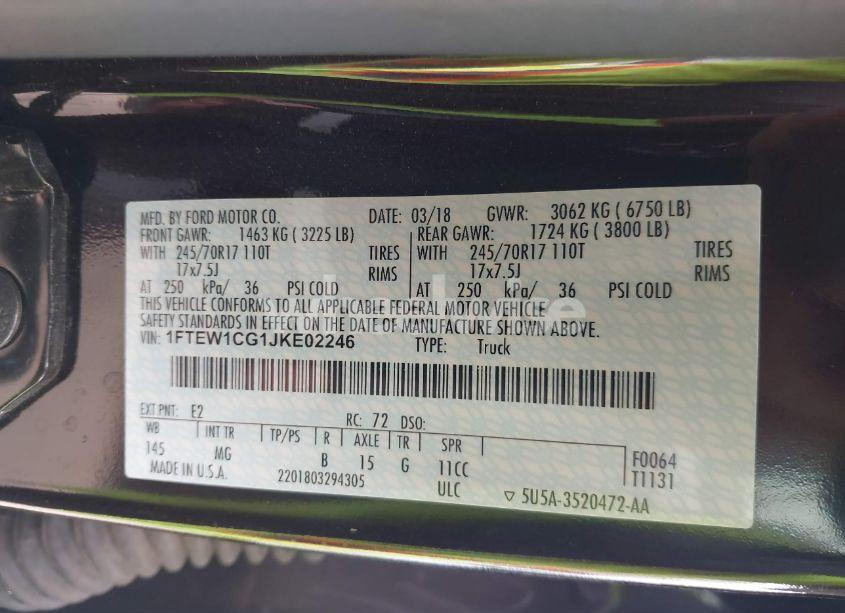 MFD. BY FORD MOTOR CO. DATE: 03/18 GVWR: 3062 KG ( 6750 LB)
FRONT GAWR: 1463 KG ( 3225 LB) REAR GAWR: 1724 KG ( 3800 LB)
WITH 245/70R17 110T TIRES WITH 245/70R17 110T TIRES
17x7.5J RIMS 17x7.5J RIMS
AT 250 kPa/ 36 PSI COLD AT 250 kPa/ 36 PSI COLD
THIS VEHICLE CONFORMS TO ALL APPLICABLE FEDERAL MOTOR VEHICLE
SAFETY STANDARDS IN EFFECT ON THE DATE OF MANUFACTURE SHOWN ABOVE.
VIN: 1FTEW1CG1JKE02246 TYPE: Truck
EXT PNT: E2 RC: 72 DSO:
WB INT TR TP/PS R AXLE TR SPR
145 MG B 15 G 11CC F0064
MADE IN U.S.A. 2201803294305 ULC T1131
▽ 5U5A-3520472-AA